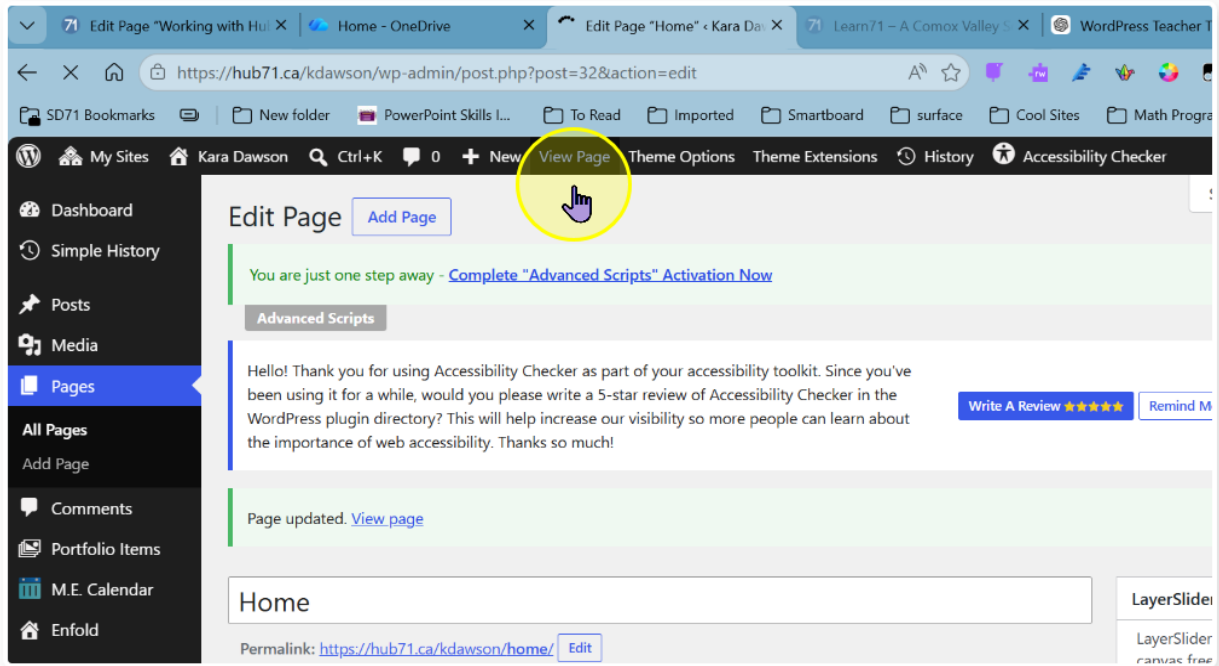 Edit Page "Working with Hul
Home - OneDrive
Edit Page "Home" ‹ Kara Da
Learn71 – A Comox Valley S
WordPress Teacher T
https://hub71.ca/kdawson/wp-admin/post.php?post=32&action=edit
SD71 Bookmarks
New folder
PowerPoint Skills I...
To Read
Imported
Smartboard
surface
Cool Sites
Math Progra
My Sites
Kara Dawson
Ctrl+K
0
New
View Page
Theme Options
Theme Extensions
History
Accessibility Checker
Dashboard
Simple History
Posts
Media
Pages
All Pages
Add Page
Comments
Portfolio Items
M.E. Calendar
Enfold
Edit Page
Add Page
You are just one step away - Complete "Advanced Scripts" Activation Now
Advanced Scripts
Hello! Thank you for using Accessibility Checker as part of your accessibility toolkit. Since you've
been using it for a while, would you please write a 5-star review of Accessibility Checker in the
WordPress plugin directory? This will help increase our visibility so more people can learn about
the importance of web accessibility. Thanks so much!
Write A Review ★★★★★
Remind M
Page updated. View page
Home
Permalink: https://hub71.ca/kdawson/home/ Edit
LayerSlider
LayerSlider